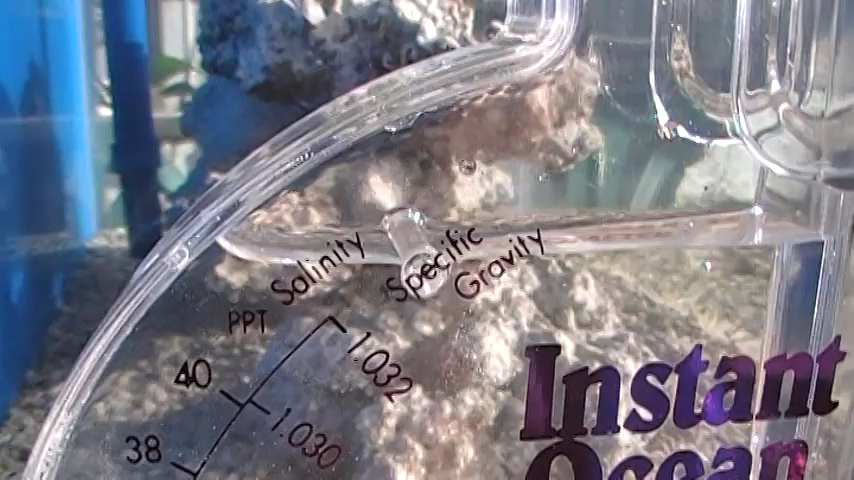 Salinity
Specific
Gravity
PPT
1.032
40
1.030
38
Instant
Ocean